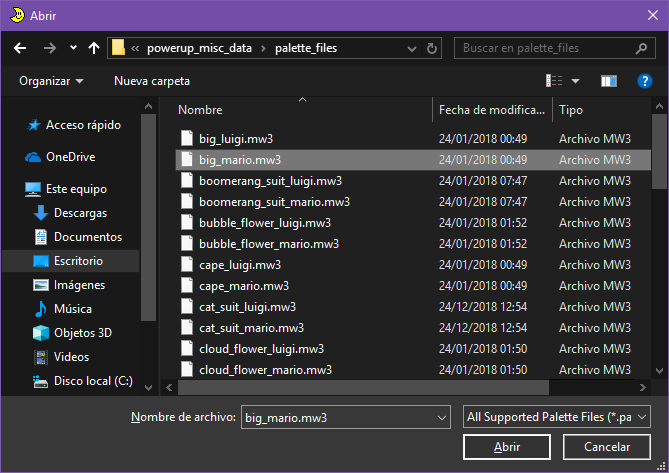 Abrir
« powerup_misc_data › palette_files
Buscar en palette_files
Organizar Nueva carpeta
Nombre Fecha de modifica... Tipo
Acceso rápido
OneDrive
Este equipo
Descargas
Documentos
Escritorio
Imágenes
Música
Objetos 3D
Videos
Disco local (C:)
big_luigi.mw3 24/01/2018 00:49 Archivo MW3
big_mario.mw3 24/01/2018 00:49 Archivo MW3
boomerang_suit_luigi.mw3 24/01/2018 07:47 Archivo MW3
boomerang_suit_mario.mw3 24/01/2018 07:47 Archivo MW3
bubble_flower_luigi.mw3 24/01/2018 01:52 Archivo MW3
bubble_flower_mario.mw3 24/01/2018 01:52 Archivo MW3
cape_luigi.mw3 24/01/2018 00:49 Archivo MW3
cape_mario.mw3 24/01/2018 00:49 Archivo MW3
cat_suit_luigi.mw3 24/12/2018 12:54 Archivo MW3
cat_suit_mario.mw3 24/12/2018 12:54 Archivo MW3
cloud_flower_luigi.mw3 24/01/2018 01:50 Archivo MW3
cloud_flower_mario.mw3 24/01/2018 01:50 Archivo MW3
Nombre de archivo: big_mario.mw3 All Supported Palette Files (*.pa
Abrir Cancelar